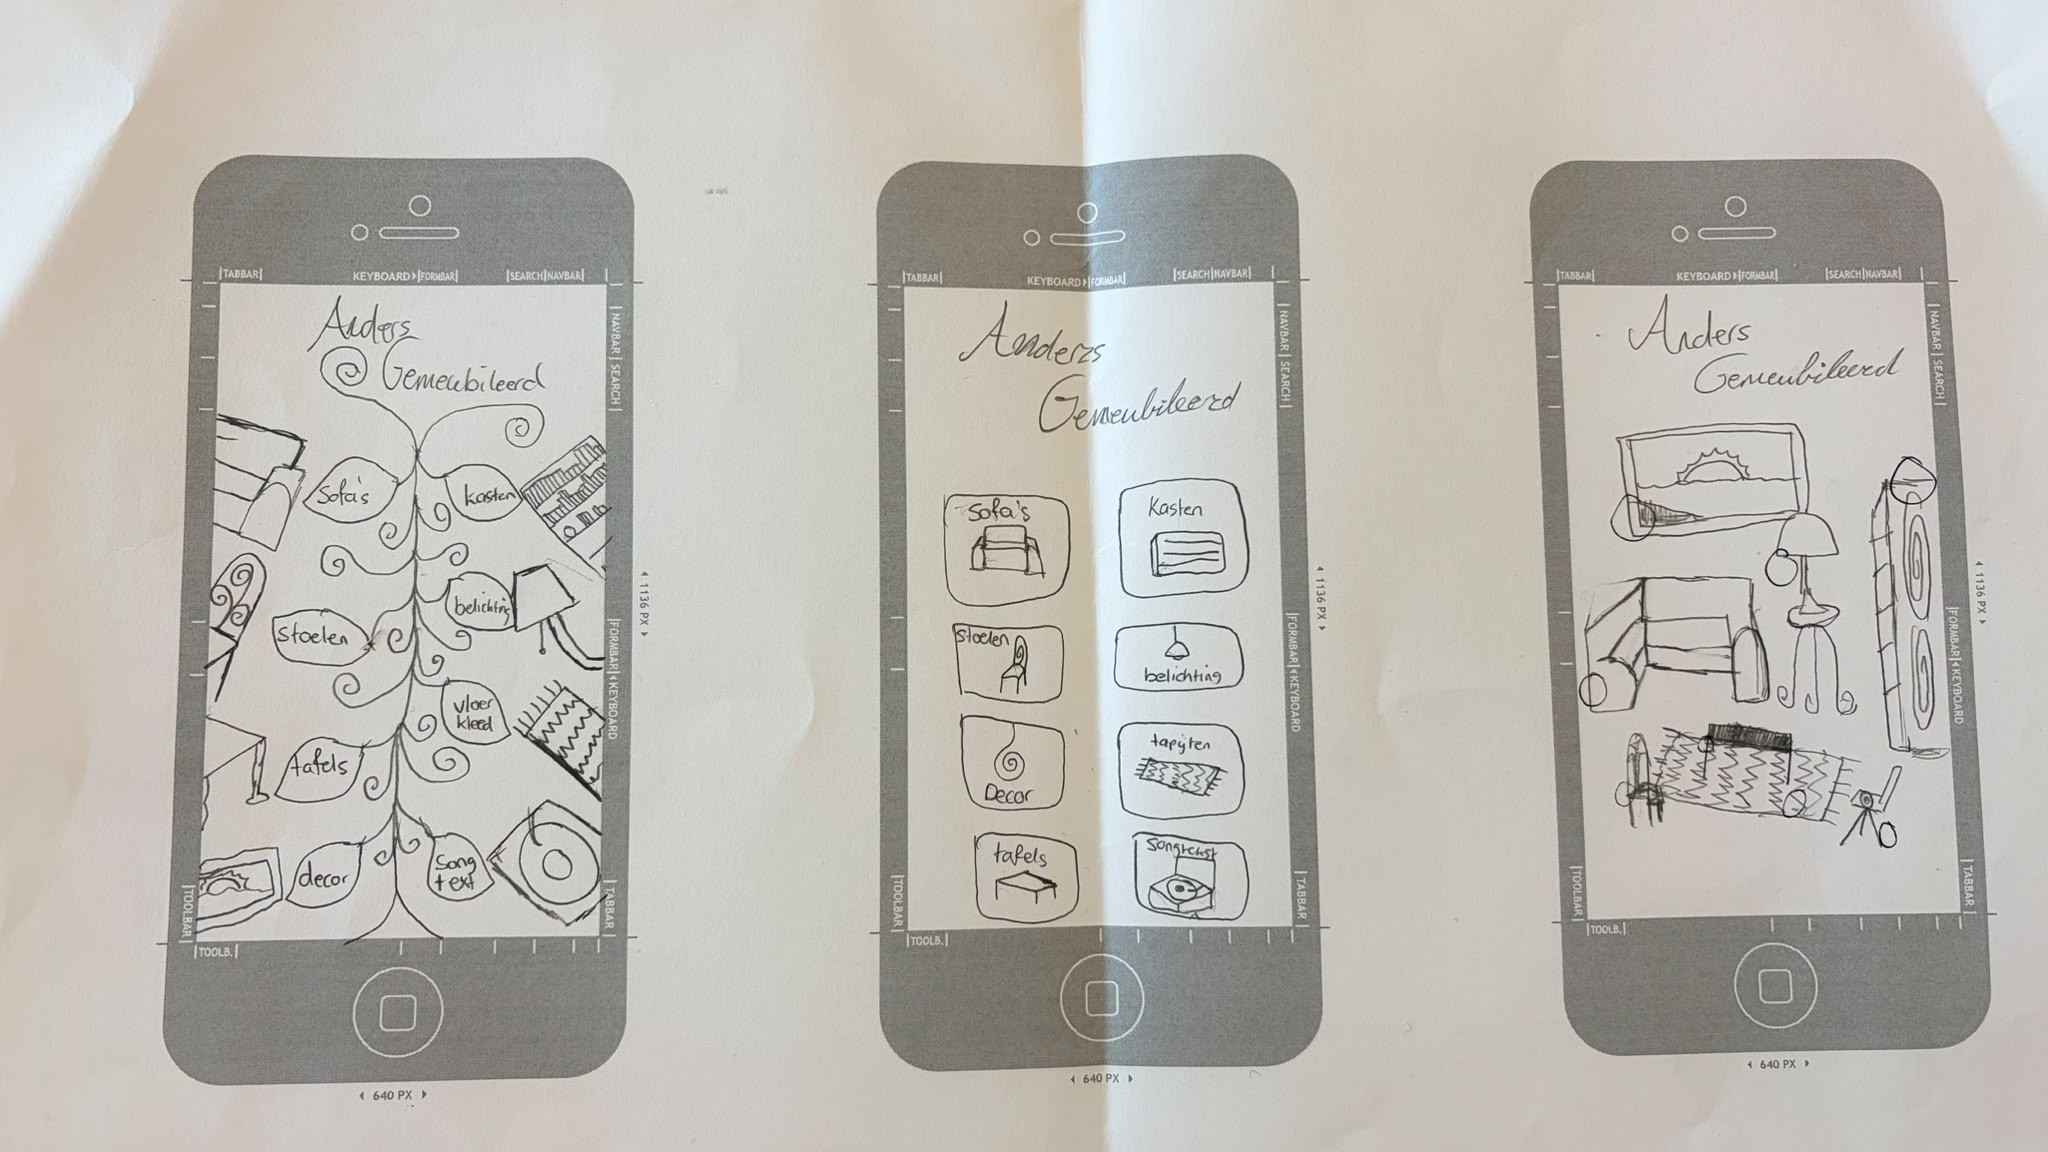 TABBAR
KEYBOARD
FORMBAR
SEARCH
NAVBAR
Anders
Gemeubileerd
sofa's
kasten
belichting
stoelen
vloer
kleed
tafels
decor
Song
text
NAVBAR
SEARCH
FORMBAR
KEYBOARD
TABBAR
TOOLBAR
TOOLB.
1136 PX
640 PX
TABBAR
KEYBOARD
FORMBAR
SEARCH
NAVBAR
Anders
Gemeubileerd
Sofa's
Kasten
Stoelen
belichting
Decor
tapijten
tafels
Songtekst
NAVBAR
SEARCH
FORMBAR
KEYBOARD
TABBAR
TOOLBAR
TOOLB.
1136 PX
640 PX
TABBAR
KEYBOARD
FORMBAR
SEARCH
NAVBAR
Anders
Gemeubileerd
NAVBAR
SEARCH
FORMBAR
KEYBOARD
TABBAR
TOOLBAR
TOOLB.
1136 PX
640 PX